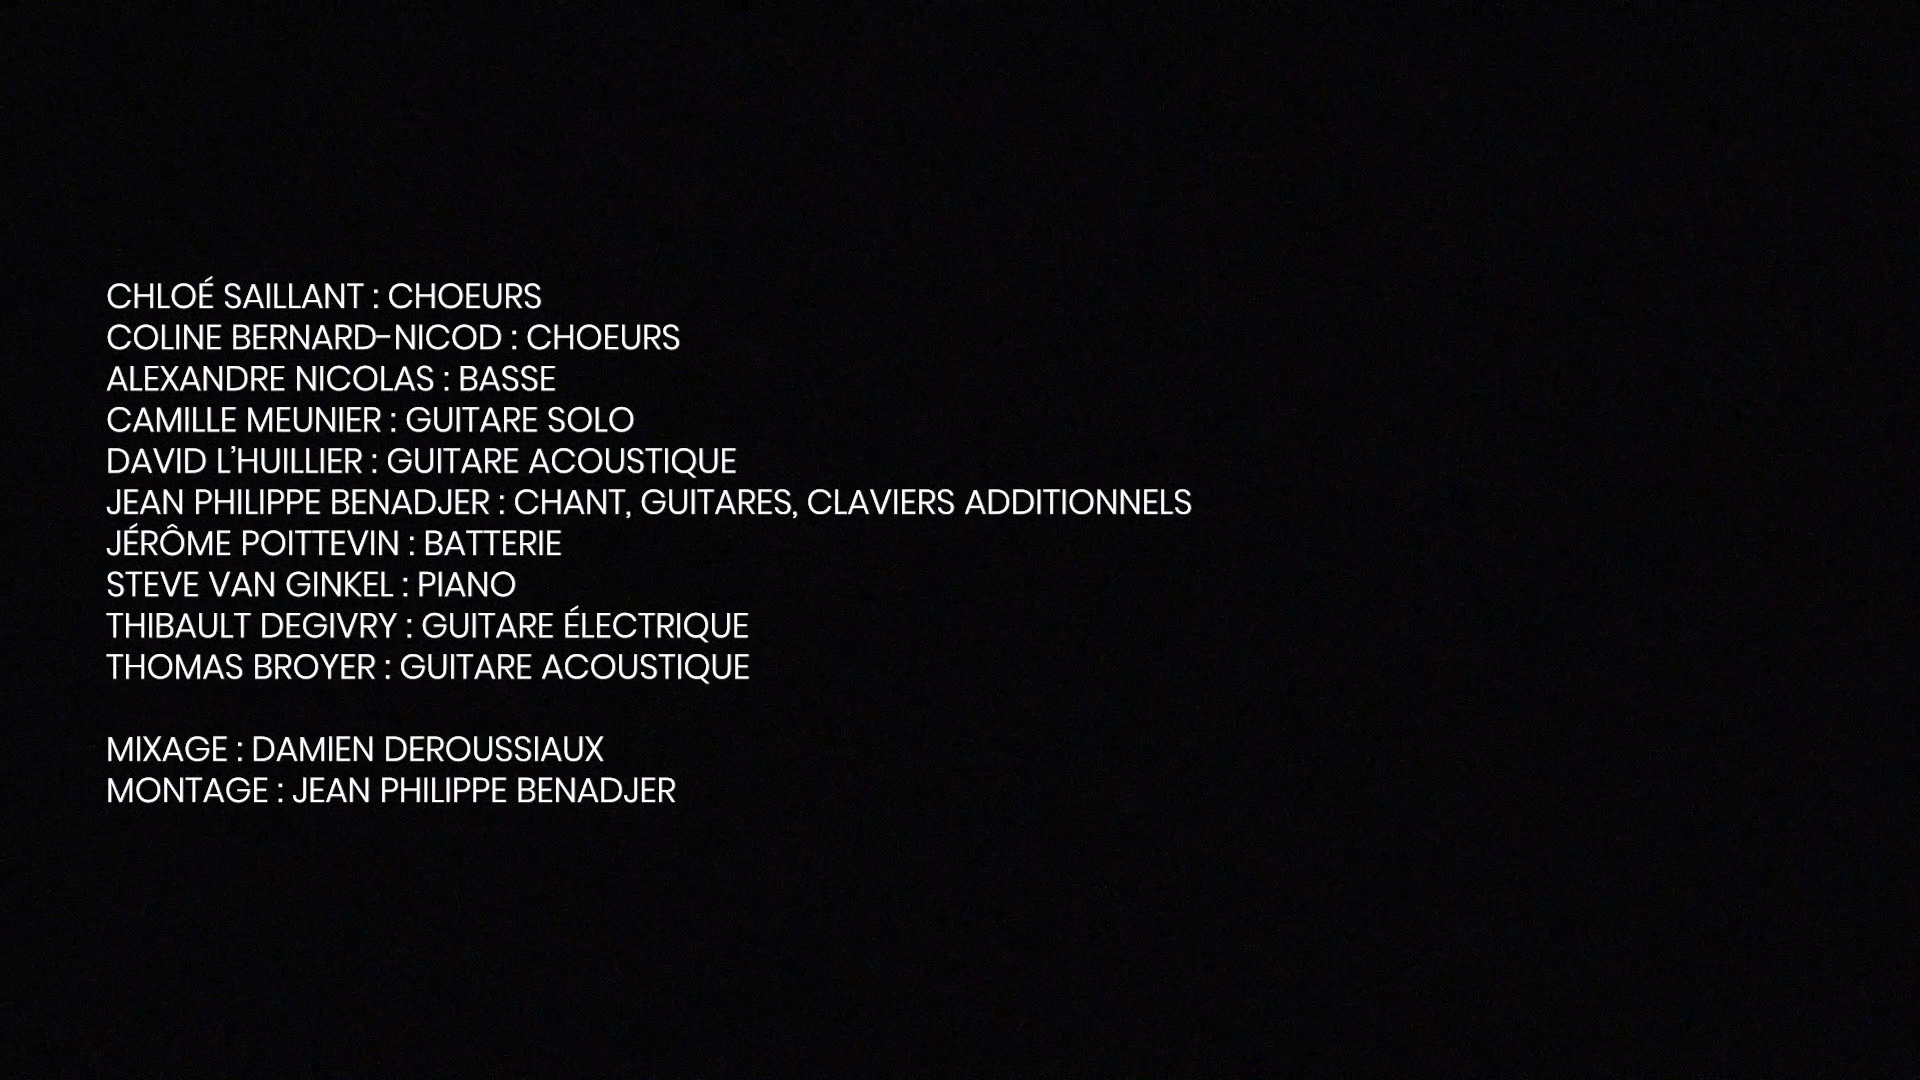 CHLOÉ SAILLANT : CHOEURS
COLINE BERNARD-NICOD : CHOEURS
ALEXANDRE NICOLAS : BASSE
CAMILLE MEUNIER : GUITARE SOLO
DAVID L’HUILLIER : GUITARE ACOUSTIQUE
JEAN PHILIPPE BENADJER : CHANT, GUITARES, CLAVIERS ADDITIONNELS
JÉRÔME POITTEVIN : BATTERIE
STEVE VAN GINKEL : PIANO
THIBAULT DEGIVRY : GUITARE ÉLECTRIQUE
THOMAS BROYER : GUITARE ACOUSTIQUE
MIXAGE : DAMIEN DEROUSSIAUX
MONTAGE : JEAN PHILIPPE BENADJER